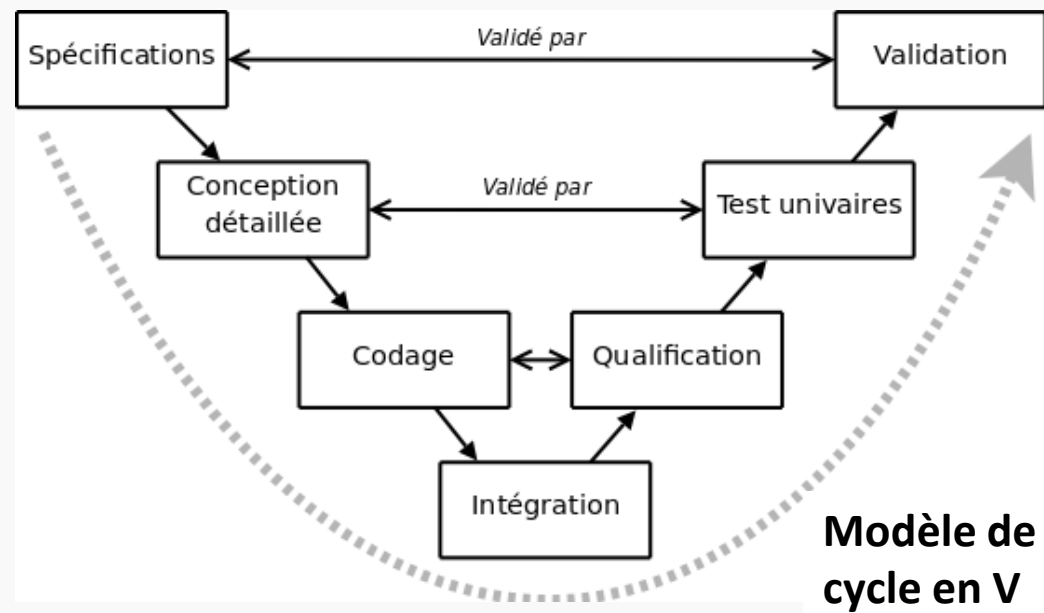 Spécifications
Validé par
Validation
Conception
détaillée
Validé par
Test univaires
Codage
Qualification
Intégration
Modèle de
cycle en V